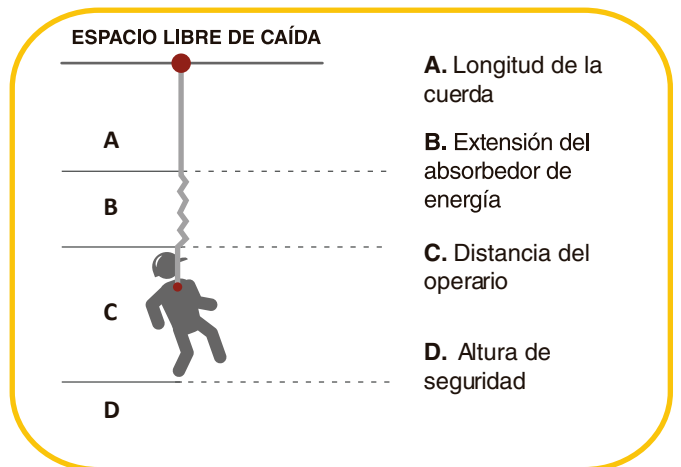 ESPACIO LIBRE DE CAÍDA
A
B
C
D
A. Longitud de la
cuerda
B. Extensión del
absorbedor de
energía
C. Distancia del
operario
D. Altura de
seguridad